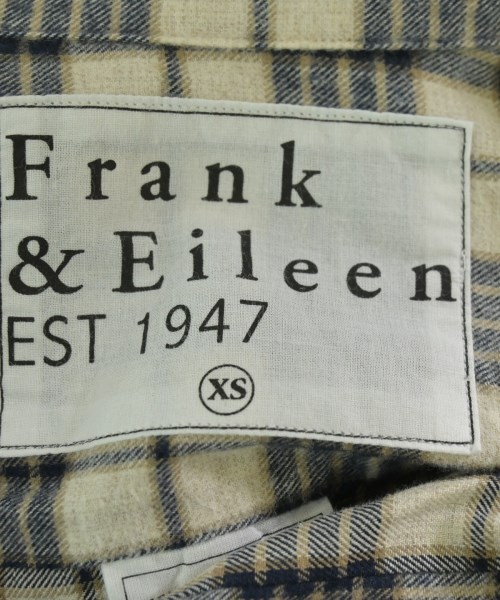 Frank
& Eileen
EST 1947
XS